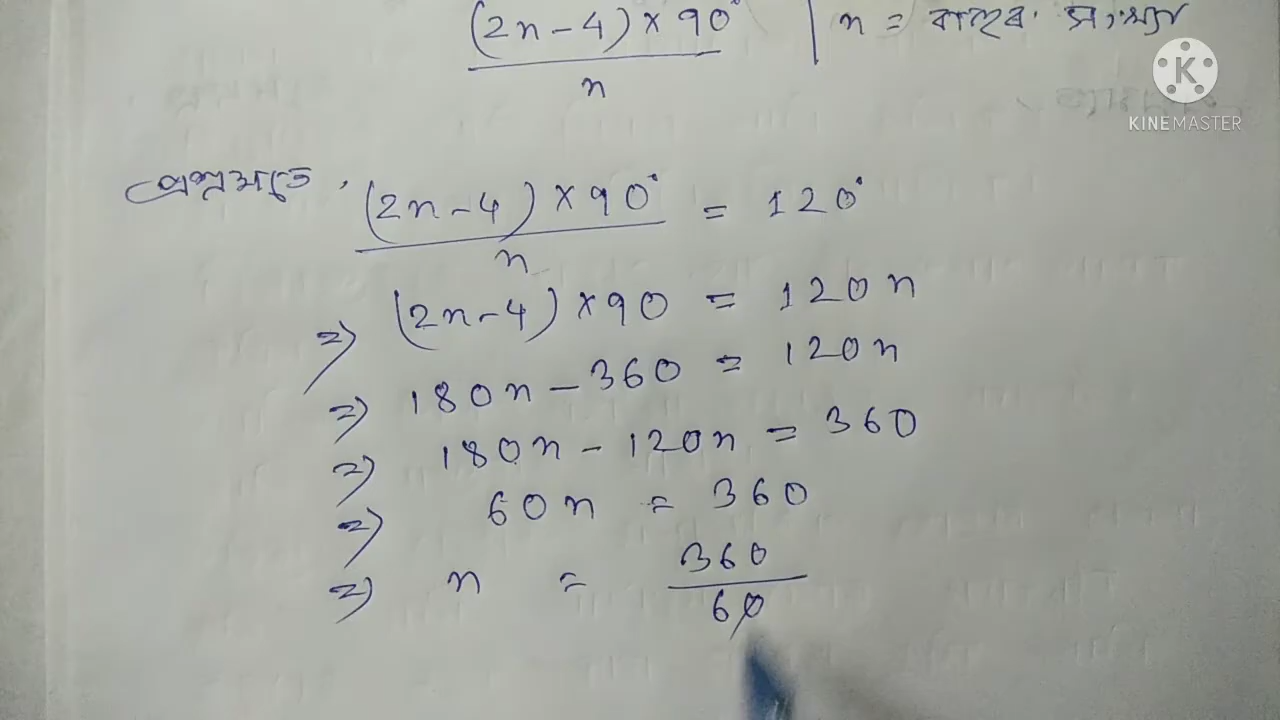 (2n-4)×90° | n = বাহুৰ সংখ্যা
n
KINEMASTER
প্ৰশ্নমতে,
(2n-4)×90° = 120°
n
⇒ (2n-4)×90 = 120n
⇒ 180n-360 = 120n
⇒ 180n-120n = 360
⇒ 60n = 360
⇒ n = 360
60